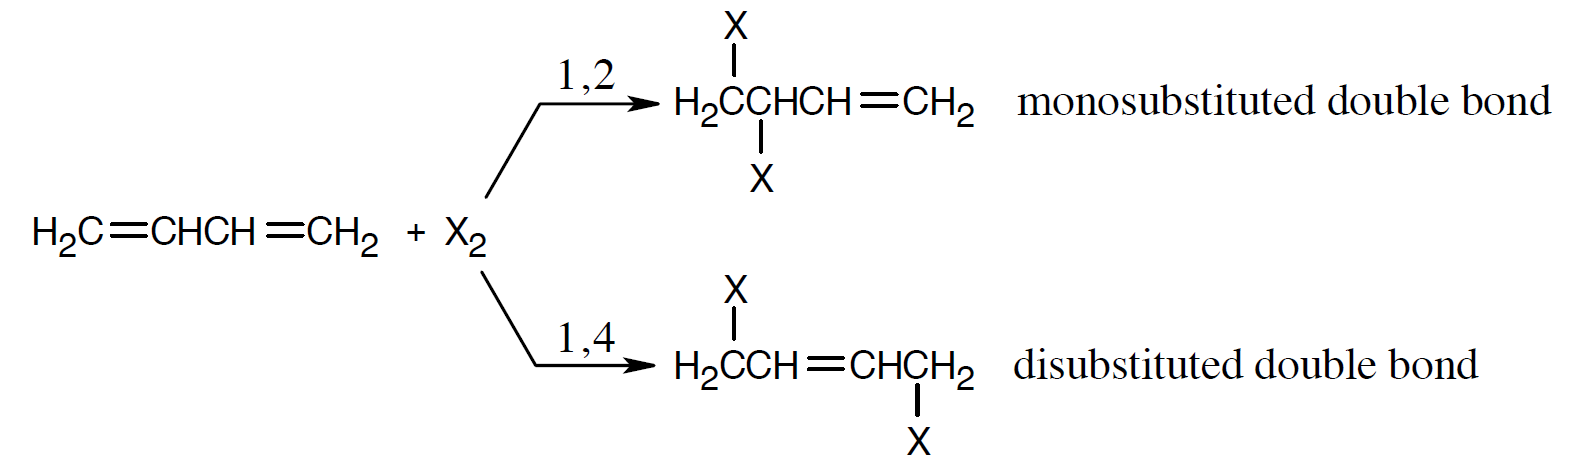 X
1,2
H₂CCHCH=CH₂ monosubstituted double bond
X
H₂C=CHCH=CH₂ + X₂
X
1,4
H₂CCH=CHCH₂ disubstituted double bond
X